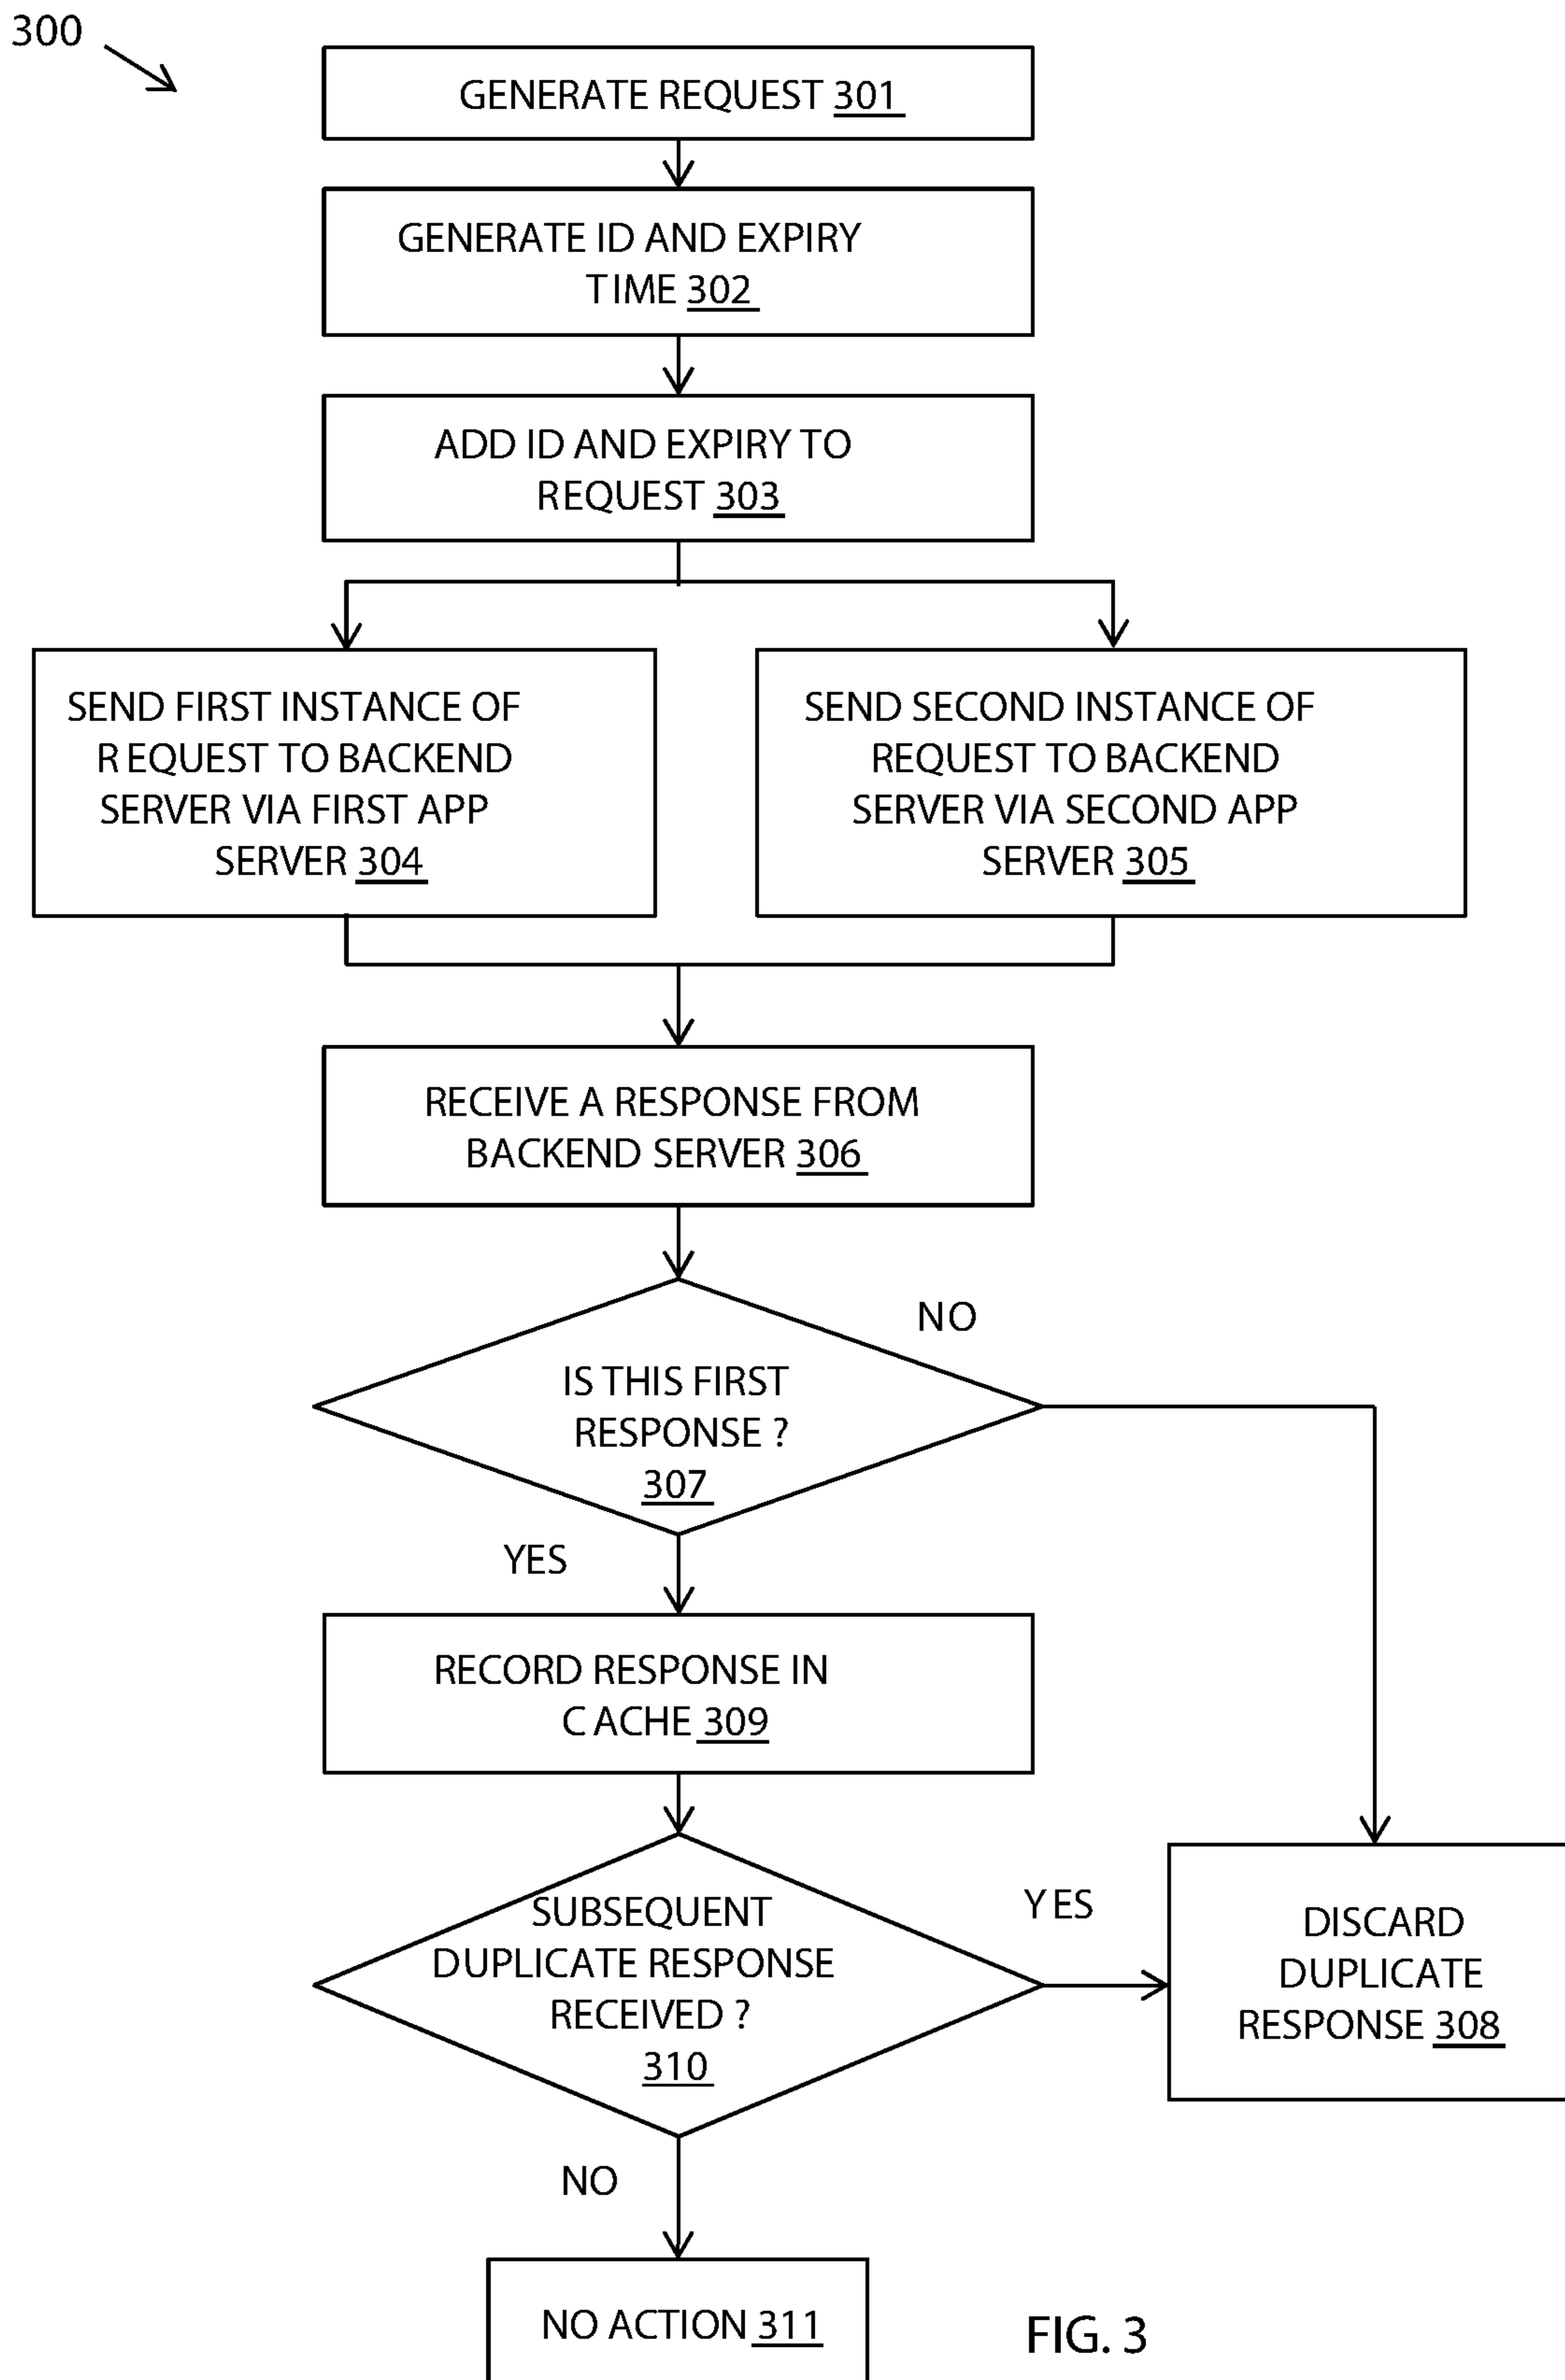 300
GENERATE REQUEST 301
GENERATE ID AND EXPIRY
TIME 302
ADD ID AND EXPIRY TO
REQUEST 303
SEND FIRST INSTANCE OF
R EQUEST TO BACKEND
SERVER VIA FIRST APP
SERVER 304
SEND SECOND INSTANCE OF
REQUEST TO BACKEND
SERVER VIA SECOND APP
SERVER 305
RECEIVE A RESPONSE FROM
BACKEND SERVER 306
NO
IS THIS FIRST
RESPONSE ?
307
YES
RECORD RESPONSE IN
C ACHE 309
SUBSEQUENT
DUPLICATE RESPONSE
RECEIVED ?
310
Y ES
DISCARD
DUPLICATE
RESPONSE 308
NO
NO ACTION 311
FIG. 3